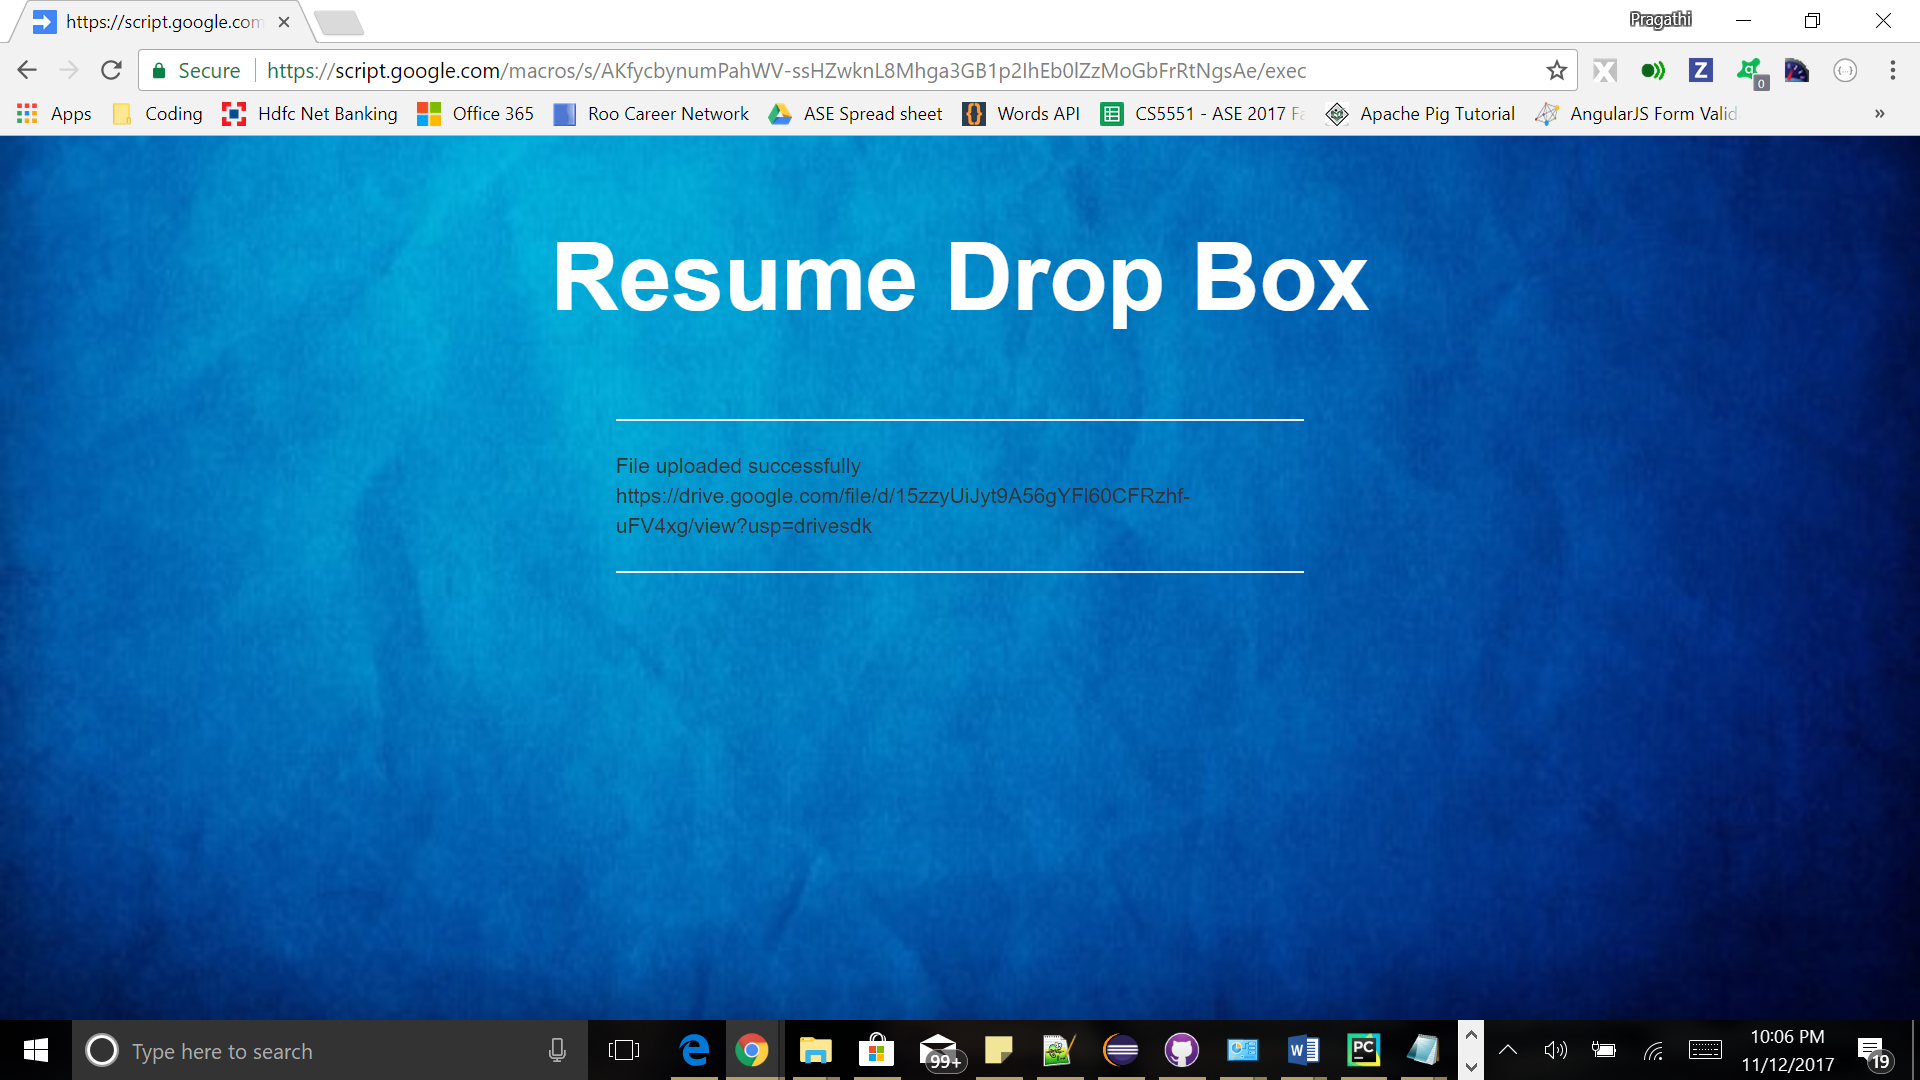 https://script.google.com
Pragathi
Secure https://script.google.com/macros/s/AKfycbynumPahWV-ssHZwknL8Mhga3GB1p2IhEb0lZzMoGbFrRtNgsAe/exec
0
Apps Coding Hdfc Net Banking Office 365 Roo Career Network ASE Spread sheet Words API CS5551 - ASE 2017 Fa Apache Pig Tutorial AngularJS Form Valid »
Resume Drop Box
File uploaded successfully
https://drive.google.com/file/d/15zzyUiJyt9A56gYFl60CFRzhf-
uFV4xg/view?usp=drivesdk
Type here to search
99+
10:06 PM
11/12/2017
19